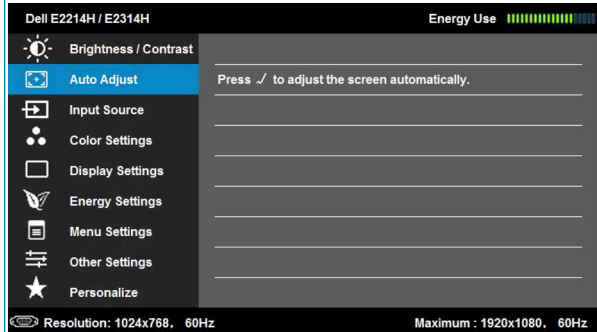 Dell E2214H / E2314H Energy Use
Brightness / Contrast
Auto Adjust Press ✓ to adjust the screen automatically.
Input Source
Color Settings
Display Settings
Energy Settings
Menu Settings
Other Settings
Personalize
Resolution: 1024x768, 60Hz Maximum : 1920x1080, 60Hz